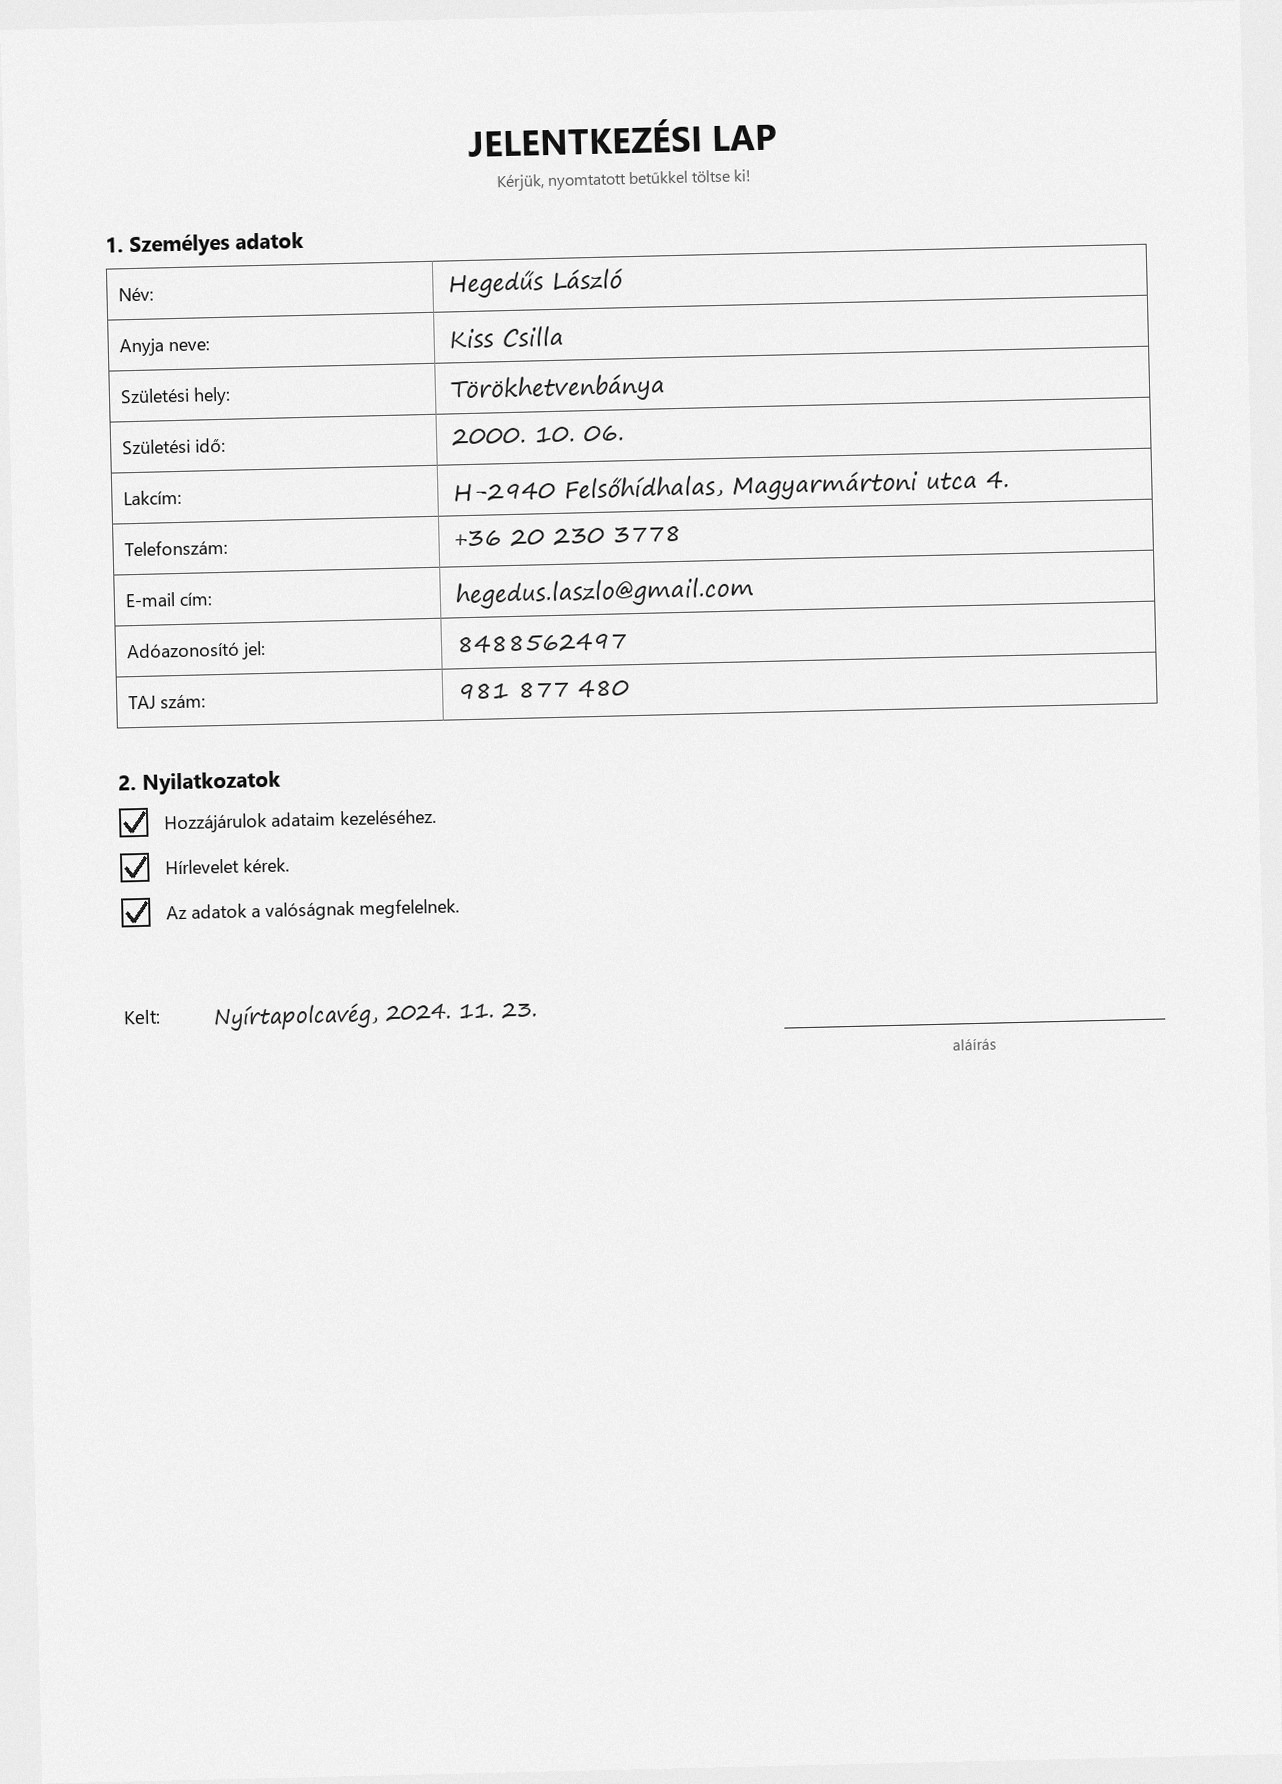 JELENTKEZÉSI LAP
Kérjük, nyomtatott betűkkel töltse ki!
1. Személyes adatok
Név: Hegedűs László
Anyja neve: Kiss Csilla
Születési hely: Törökhetvenbánya
Születési idő: 2000. 10. 06.
Lakcím: H-2940 Felsőhídhalas, Magyarmártoni utca 4.
Telefonszám: +36 20 230 3778
E-mail cím: hegedus.laszlo@gmail.com
Adóazonosító jel: 8488562497
TAJ szám: 981 877 480
2. Nyilatkozatok
Hozzájárulok adataim kezeléséhez.
Hírlevelet kérek.
Az adatok a valóságnak megfelelnek.
Kelt: Nyírtapolcavég, 2024. 11. 23.
aláírás